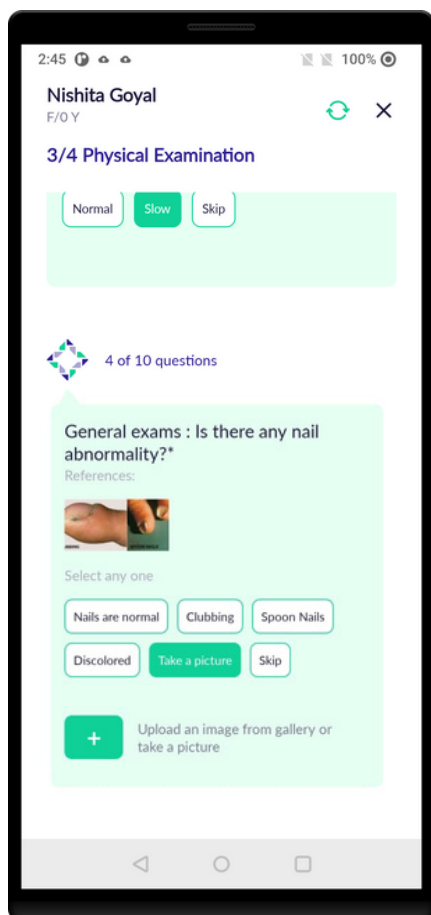 2:45
100%
Nishita Goyal
F/0 Y
3/4 Physical Examination
Normal
Slow
Skip
4 of 10 questions
General exams : Is there any nail
abnormality?*
References:
Select any one
Nails are normal
Clubbing
Spoon Nails
Discolored
Take a picture
Skip
+
Upload an image from gallery or
take a picture